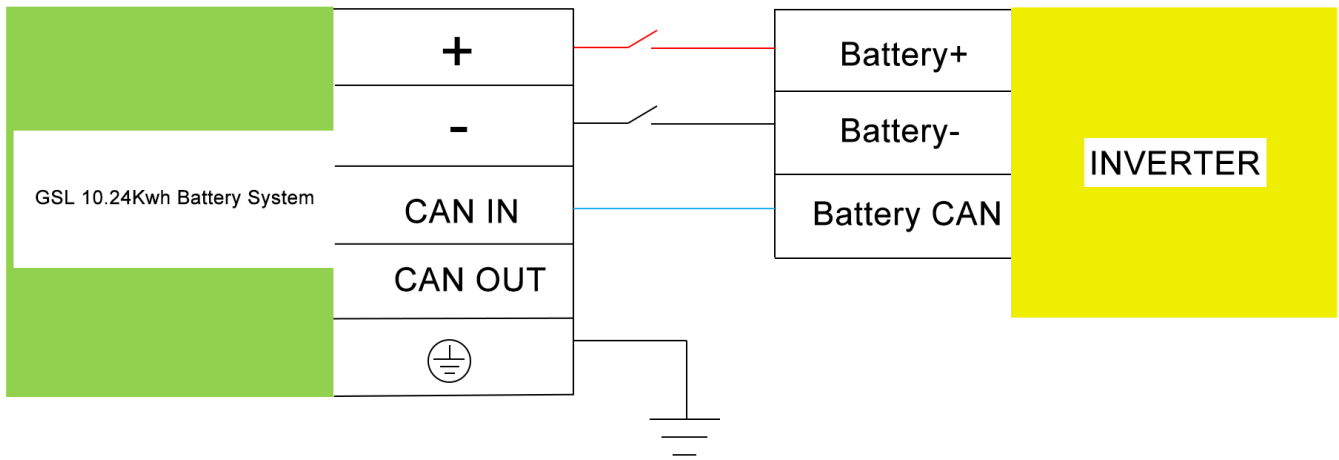 +
Battery+
-
Battery-
INVERTER
GSL 10.24Kwh Battery System
CAN IN
Battery CAN
CAN OUT